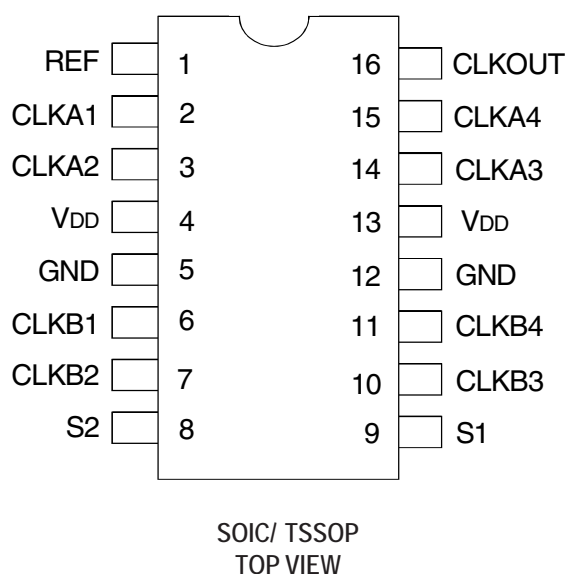 REF 1 16 CLKOUT
CLKA1 2 15 CLKA4
CLKA2 3 14 CLKA3
VDD 4 13 VDD
GND 5 12 GND
CLKB1 6 11 CLKB4
CLKB2 7 10 CLKB3
S2 8 9 S1
SOIC/ TSSOP
TOP VIEW